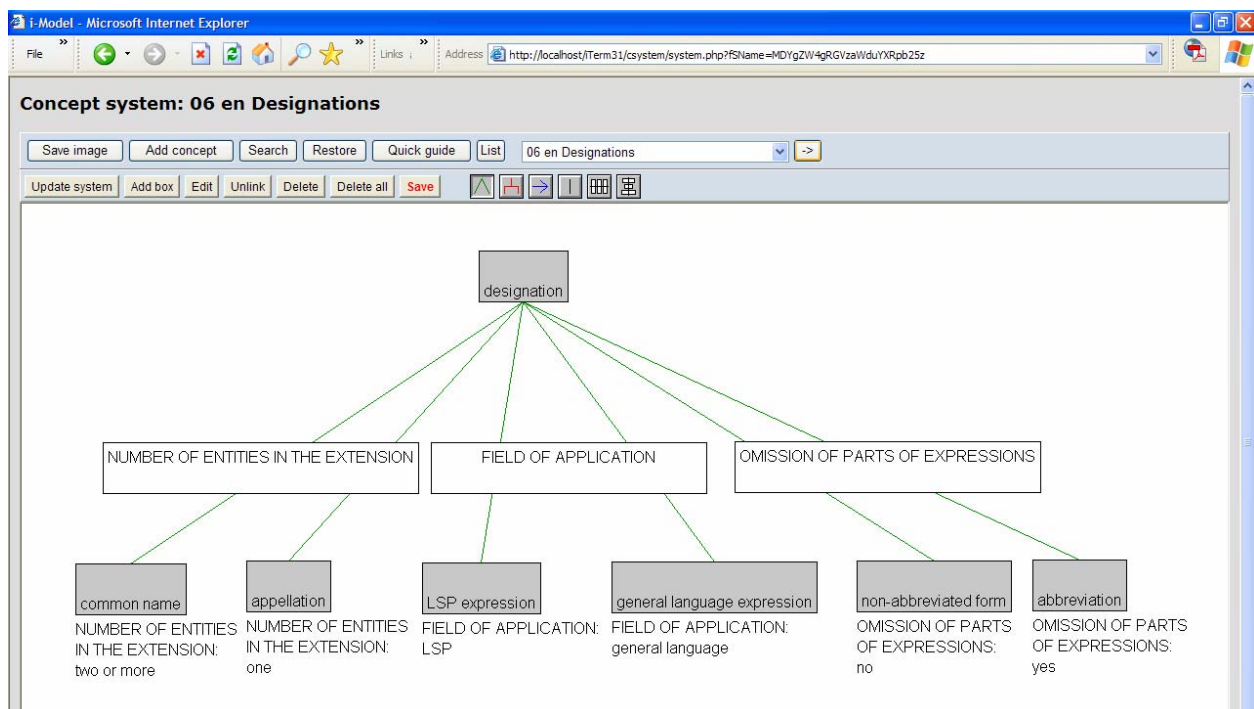 i-Model - Microsoft Internet Explorer
File » Links » Address http://localhost/iTerm31/csystem/system.php?fSName=MDYgZW4gRGVzaWduYXRpb25z
Concept system: 06 en Designations
Save image Add concept Search Restore Quick guide List 06 en Designations ->
Update system Add box Edit Unlink Delete Delete all Save
designation
NUMBER OF ENTITIES IN THE EXTENSION
FIELD OF APPLICATION
OMISSION OF PARTS OF EXPRESSIONS
common name
NUMBER OF ENTITIES
IN THE EXTENSION:
two or more
appellation
NUMBER OF ENTITIES
IN THE EXTENSION:
one
LSP expression
FIELD OF APPLICATION:
LSP
general language expression
FIELD OF APPLICATION:
general language
non-abbreviated form
OMISSION OF PARTS
OF EXPRESSIONS:
no
abbreviation
OMISSION OF PARTS
OF EXPRESSIONS:
yes